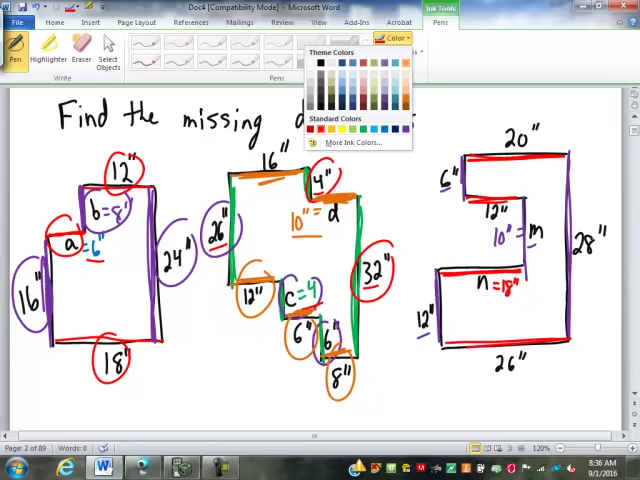 Doc4 [Compatibility Mode] - Microsoft Word
Ink Tools
File Home Insert Page Layout References Mailings Review View Add-Ins Acrobat Pens
Pen Highlighter Eraser Select Objects
Write
Pens
Color
Theme Colors
Standard Colors
More Ink Colors...
Find the missing
12"
b=8"
a=6"
24"
16"
18"
16"
4"
10"=d
26"
32"
12"
c=4
6"
6"
8"
20"
6"
12"
10"=m
28"
n=18"
12"
26"
Page: 2 of 89 Words: 0
120%
8:36 AM
9/1/2016